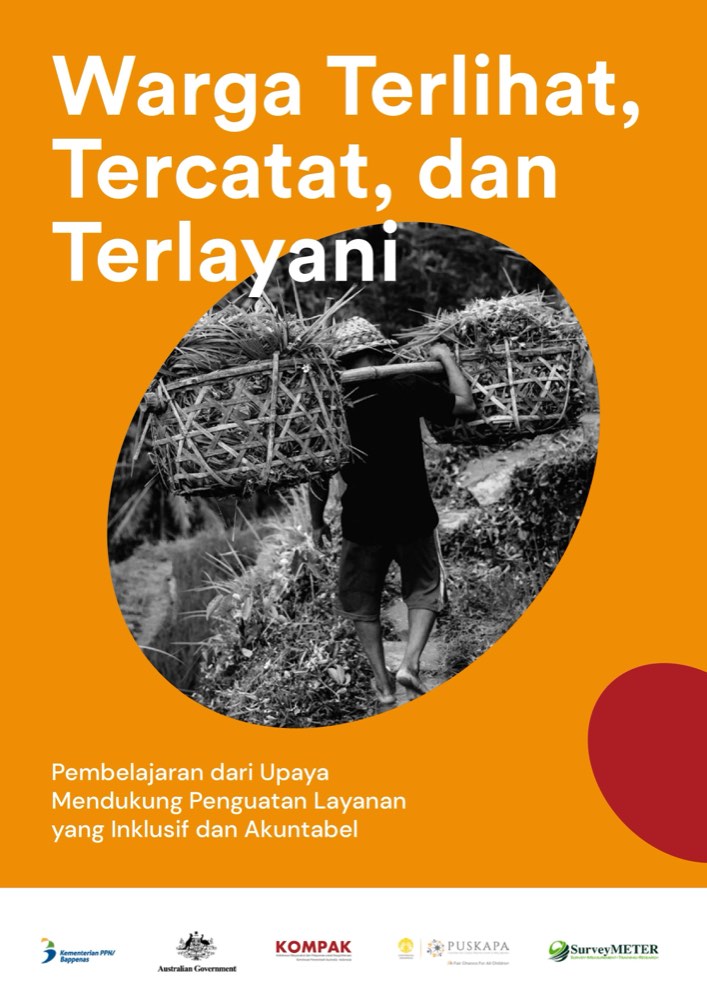 Warga Terlihat,
Tercatat, dan
Terlayani
Pembelajaran dari Upaya
Mendukung Penguatan Layanan
yang Inklusif dan Akuntabel
Kementerian PPN/
Bappenas
Australian Government
KOMPAK
PUSKAPA
SurveyMETER